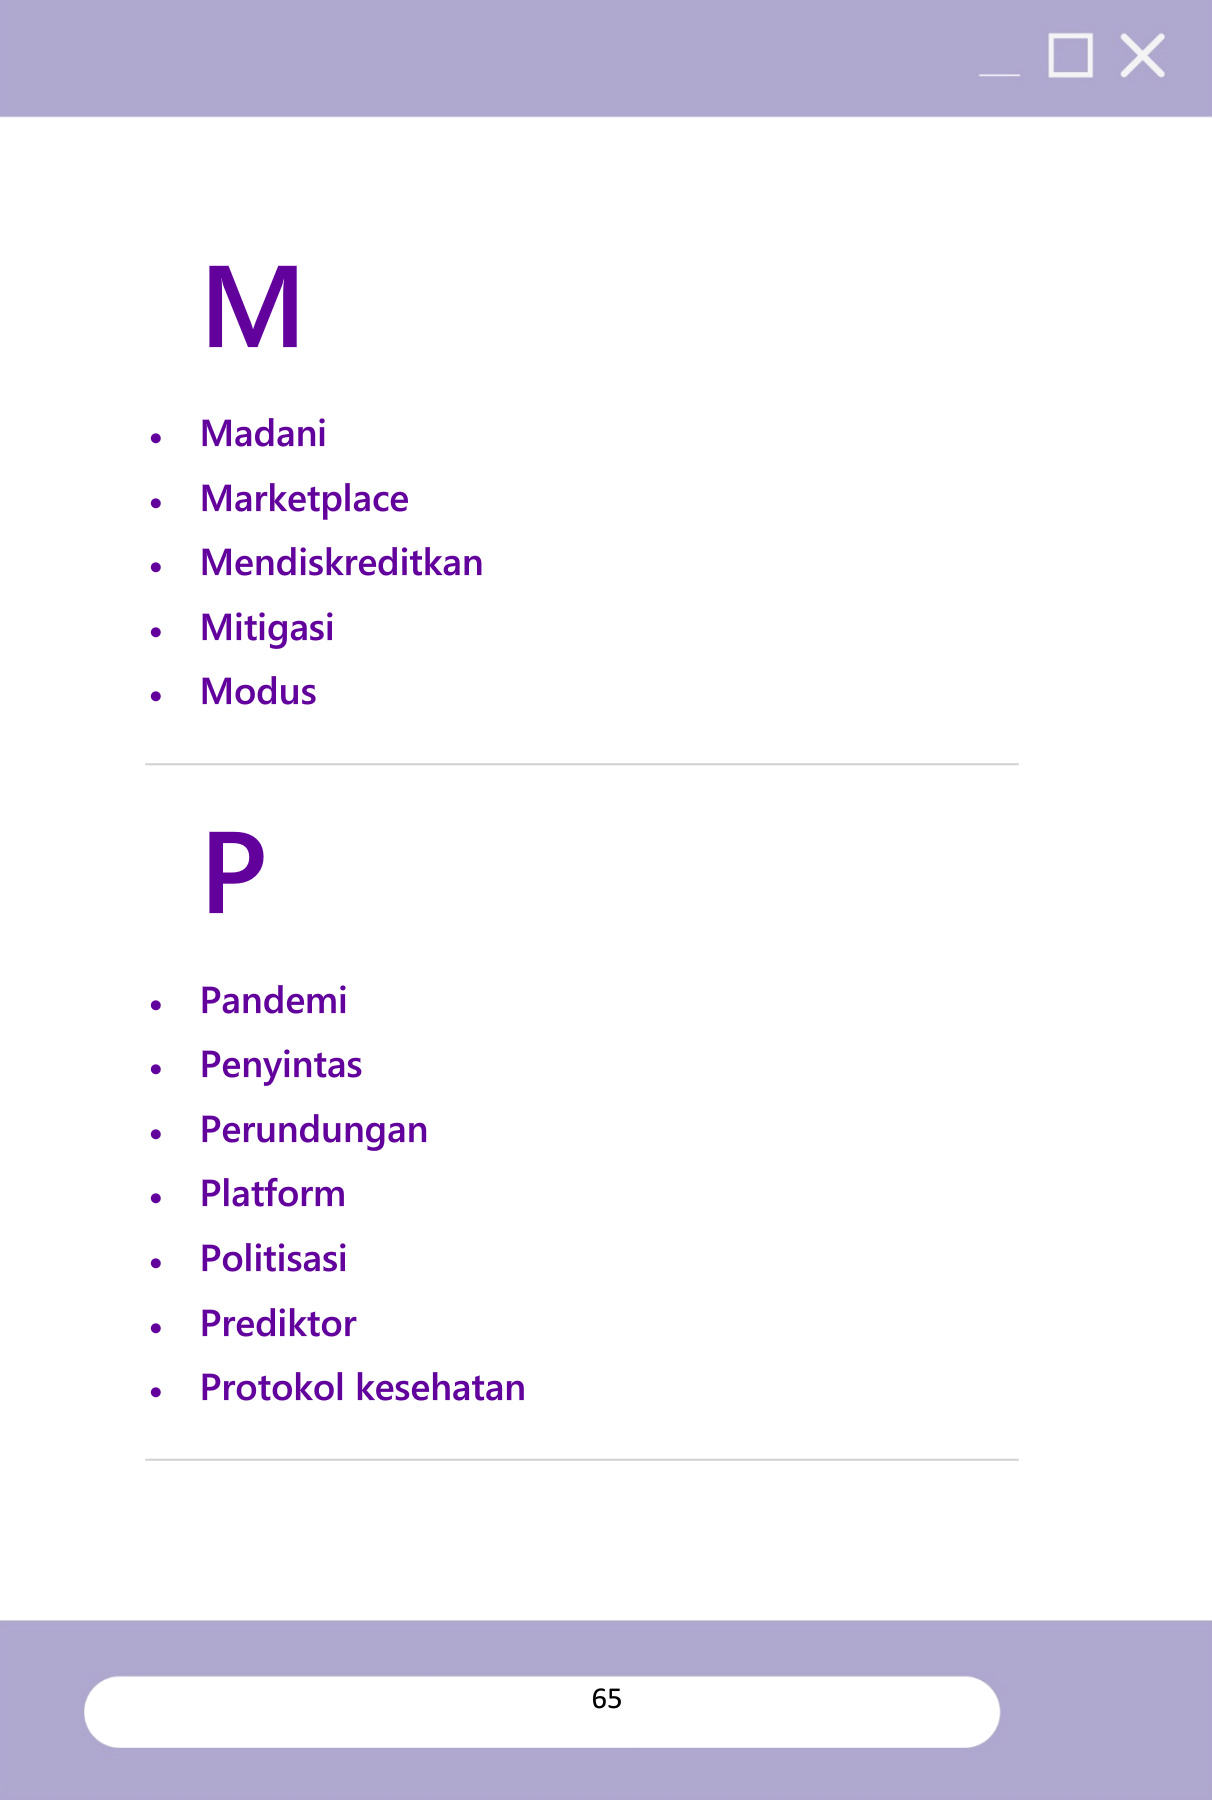 M
• Madani
• Marketplace
• Mendiskreditkan
• Mitigasi
• Modus
P
• Pandemi
• Penyintas
• Perundungan
• Platform
• Politisasi
• Prediktor
• Protokol kesehatan
65